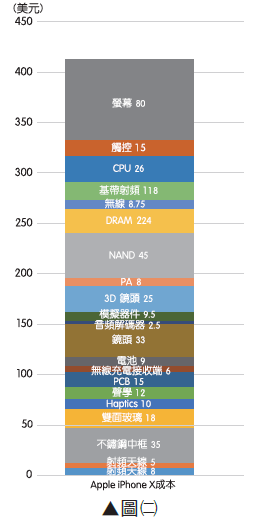 (美元)
450
400
350
300
250
200
150
100
50
0
螢幕 80
觸控 15
CPU 26
基帶射頻 118
無線 8.75
DRAM 224
NAND 45
PA 8
3D 鏡頭 25
模擬器件 9.5
音頻解碼器 2.5
鏡頭 33
電池 9
無線充電接收端 6
PCB 15
聲學 12
Haptics 10
雙面玻璃 18
不鏽鋼中框 35
射頻天線 5
射頻天線 8
Apple iPhone X成本
▲圖㈡